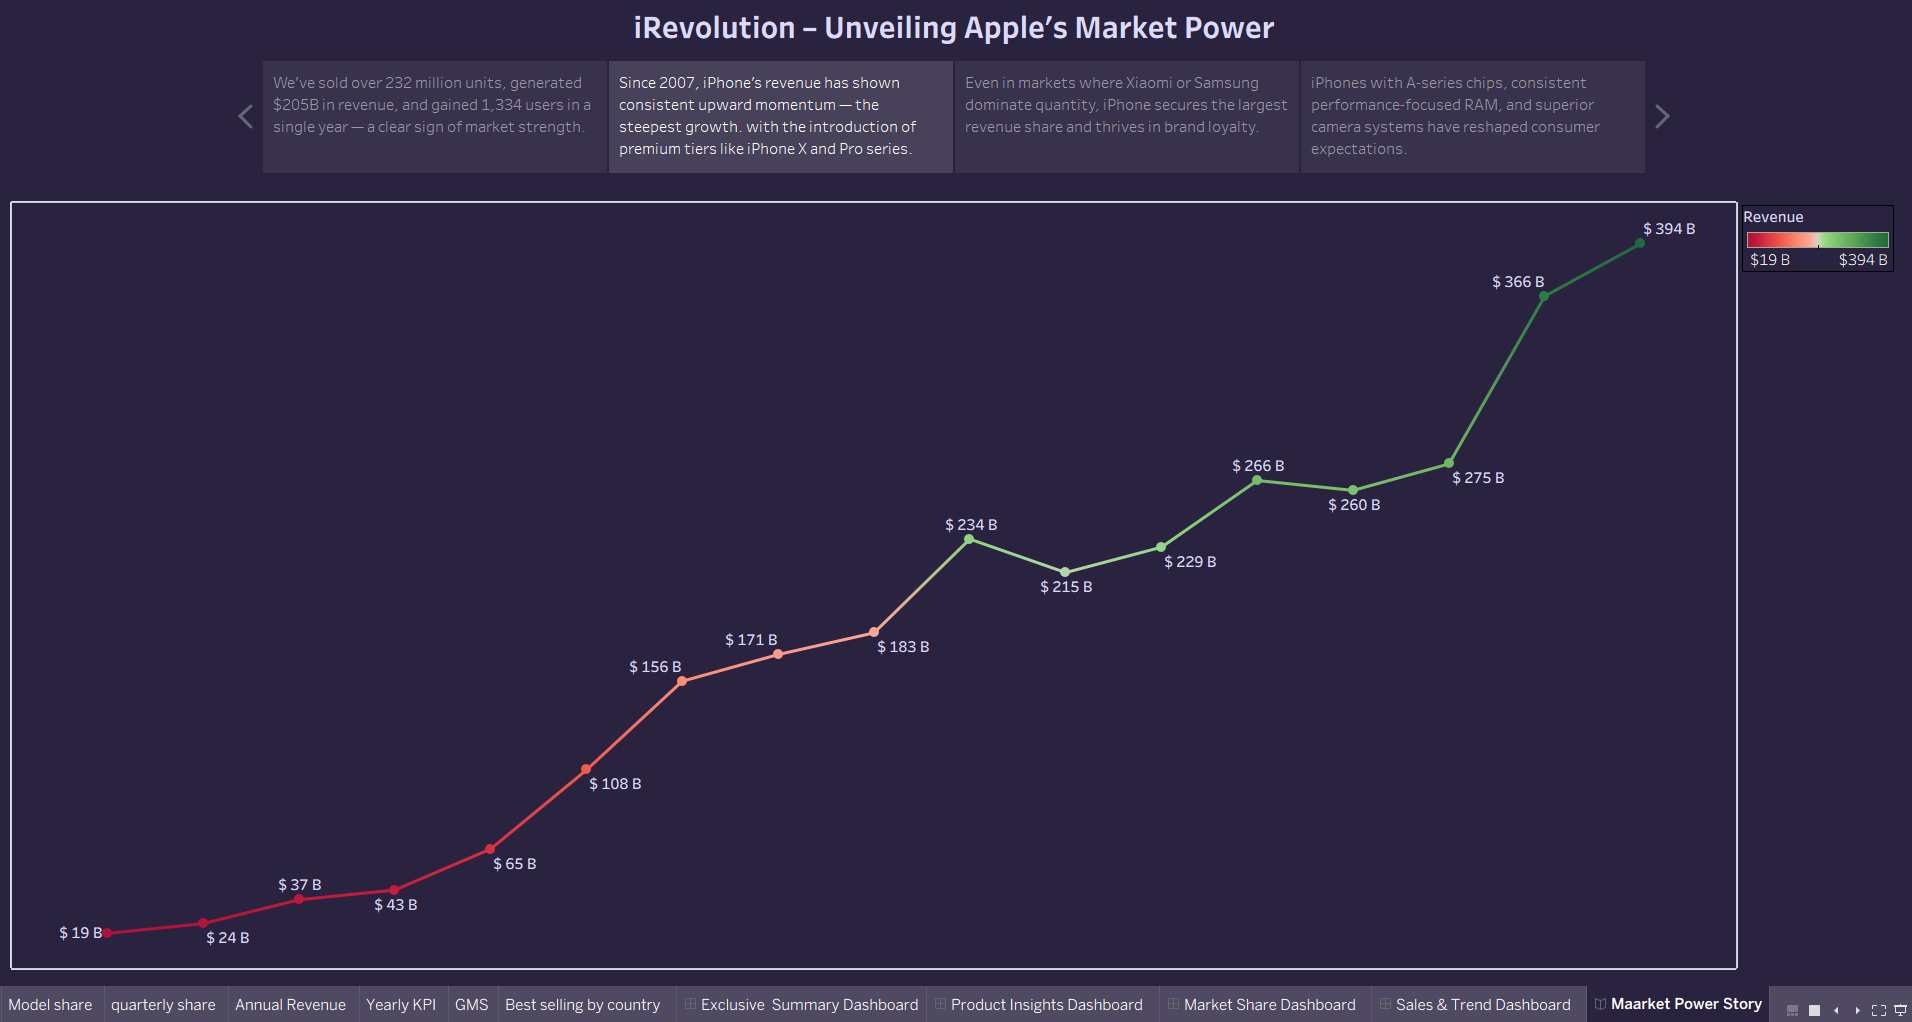 iRevolution – Unveiling Apple's Market Power
We've sold over 232 million units, generated
$205B in revenue, and gained 1,334 users in a
single year — a clear sign of market strength.
Since 2007, iPhone's revenue has shown
consistent upward momentum — the
steepest growth. with the introduction of
premium tiers like iPhone X and Pro series.
Even in markets where Xiaomi or Samsung
dominate quantity, iPhone secures the largest
revenue share and thrives in brand loyalty.
iPhones with A-series chips, consistent
performance-focused RAM, and superior
camera systems have reshaped consumer
expectations.
Revenue
$19 B $394 B
$ 19 B
$ 24 B
$ 37 B
$ 43 B
$ 65 B
$ 108 B
$ 156 B
$ 171 B
$ 183 B
$ 234 B
$ 215 B
$ 229 B
$ 266 B
$ 260 B
$ 275 B
$ 366 B
$ 394 B
Model share quarterly share Annual Revenue Yearly KPI GMS Best selling by country Exclusive Summary Dashboard Product Insights Dashboard Market Share Dashboard Sales & Trend Dashboard Maarket Power Story